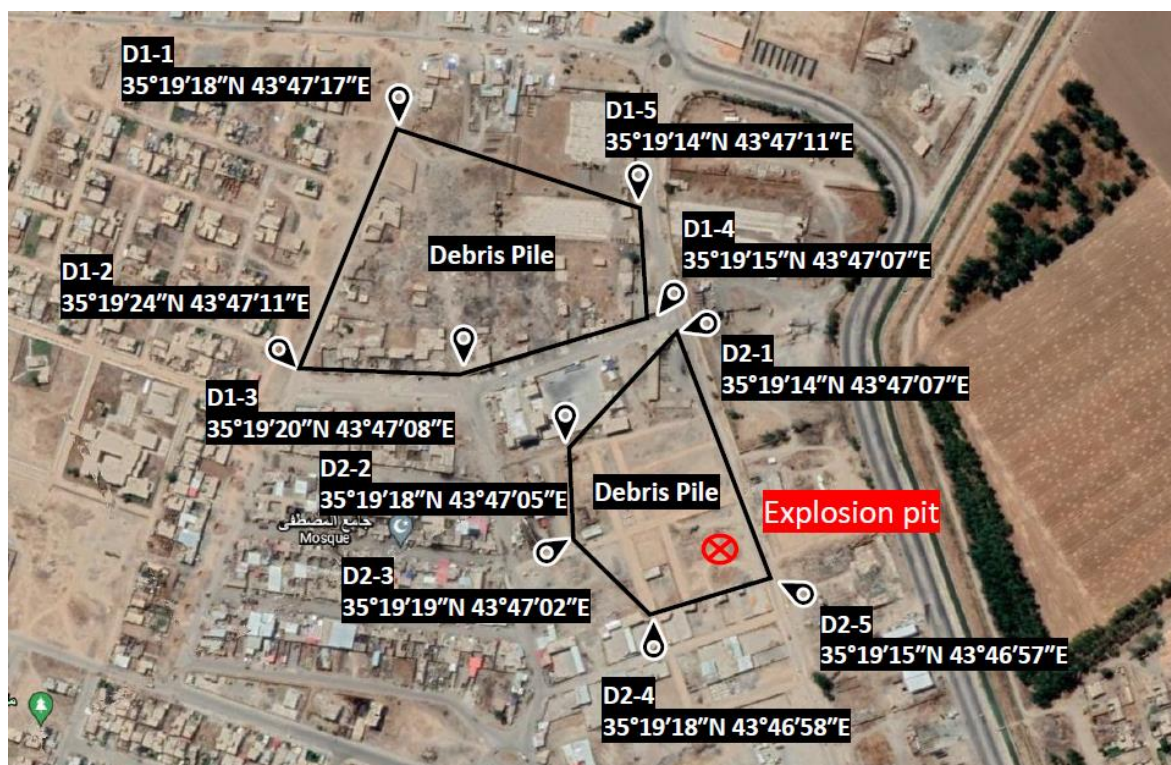 D1-1
35°19′18″N 43°47′17″E
D1-5
35°19′14″N 43°47′11″E
D1-4
35°19′15″N 43°47′07″E
Debris Pile
D1-2
35°19′24″N 43°47′11″E
D2-1
35°19′14″N 43°47′07″E
D1-3
35°19′20″N 43°47′08″E
D2-2
35°19′18″N 43°47′05″E
Debris Pile
Explosion pit
جامع المصطفى
Mosque
D2-3
35°19′19″N 43°47′02″E
D2-5
35°19′15″N 43°46′57″E
D2-4
35°19′18″N 43°46′58″E